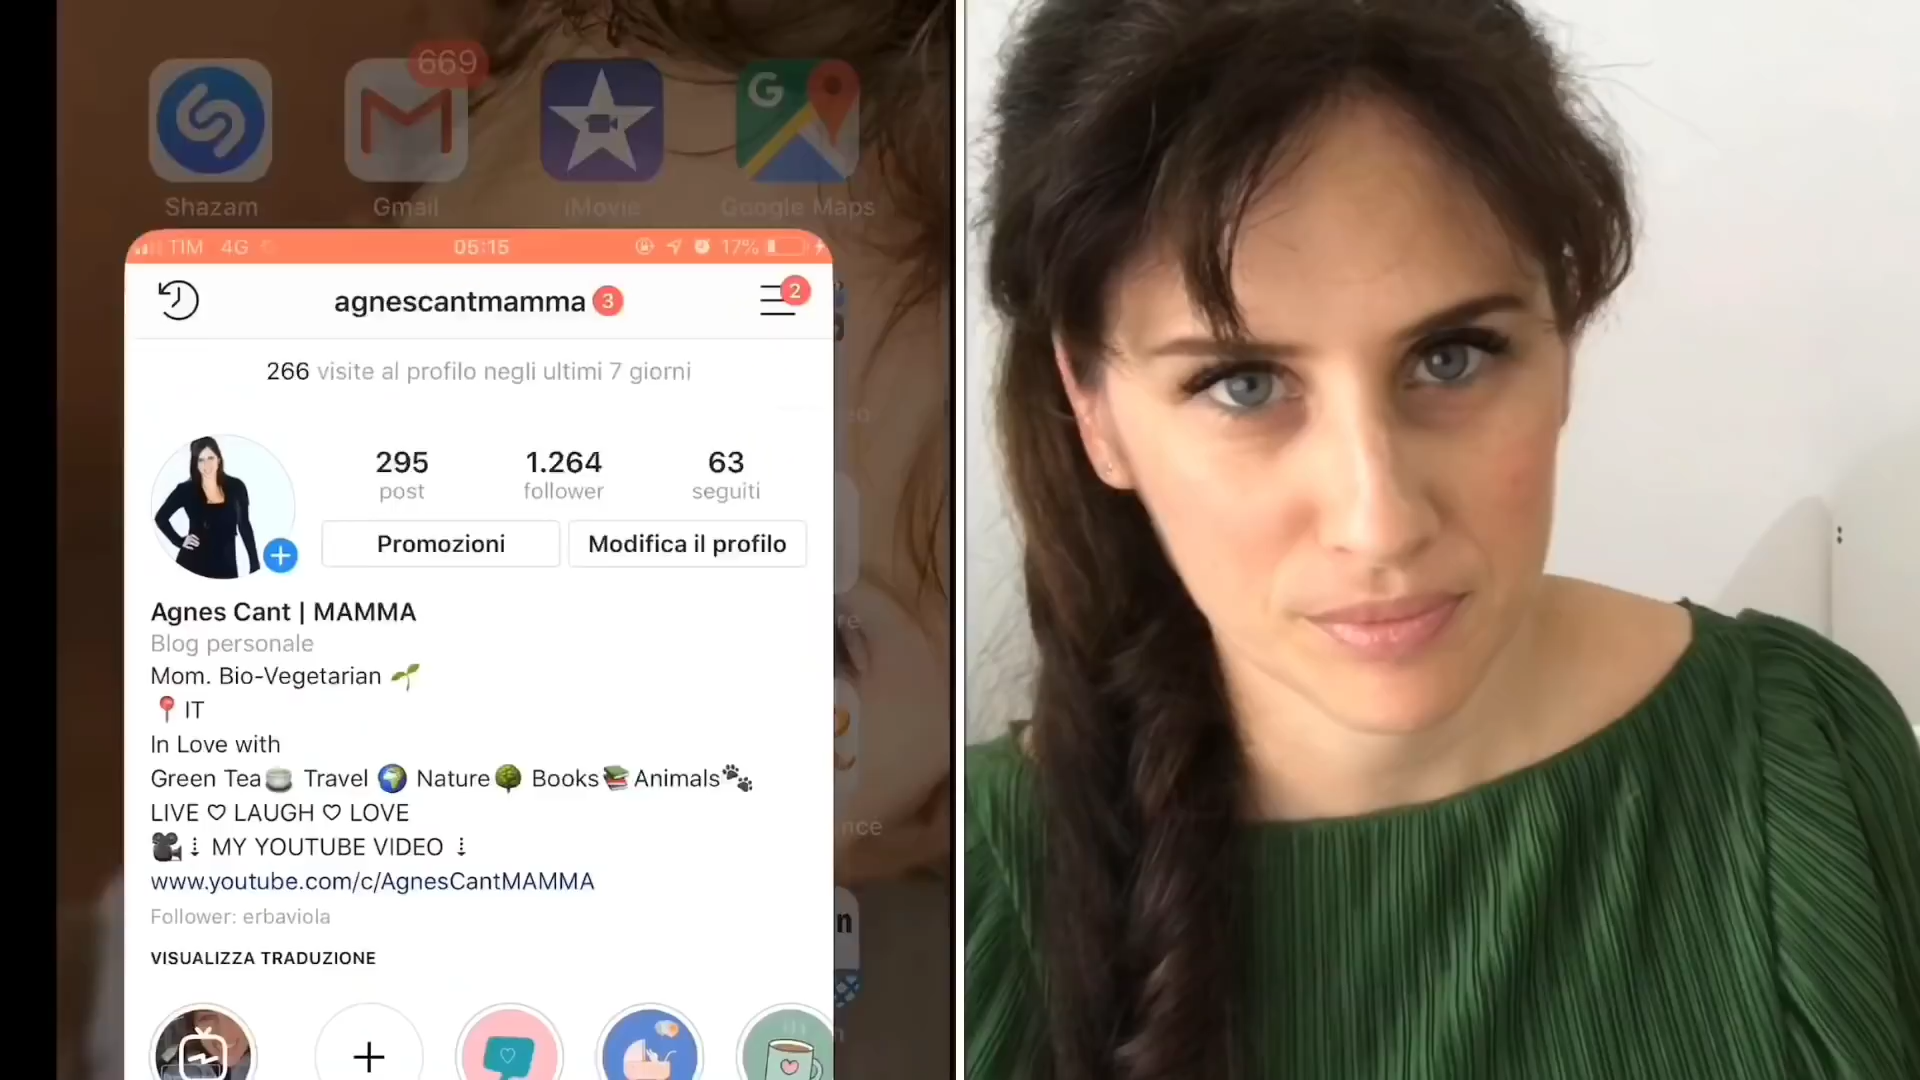 669
G
Shazam
Gmail
iMovie
Google Maps
TIM 4G
05:15
17%
agnescantmamma 3
2
266 visite al profilo negli ultimi 7 giorni
295
post
1.264
follower
63
seguiti
Promozioni
Modifica il profilo
Agnes Cant | MAMMA
Blog personale
Mom. Bio-Vegetarian 🌱
📍 IT
In Love with
Green Tea🍵 Travel 🌍 Nature🌳 Books📚Animals🐾
LIVE ♡ LAUGH ♡ LOVE
🎥⇣ MY YOUTUBE VIDEO ⇣
www.youtube.com/c/AgnesCantMAMMA
Follower: erbaviola
VISUALIZZA TRADUZIONE